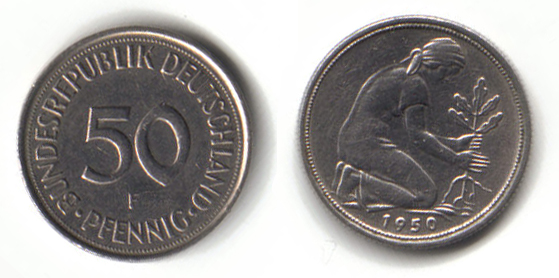 BUNDESREPUBLIK DEUTSCHLAND
50
F
· PFENNIG ·
1950